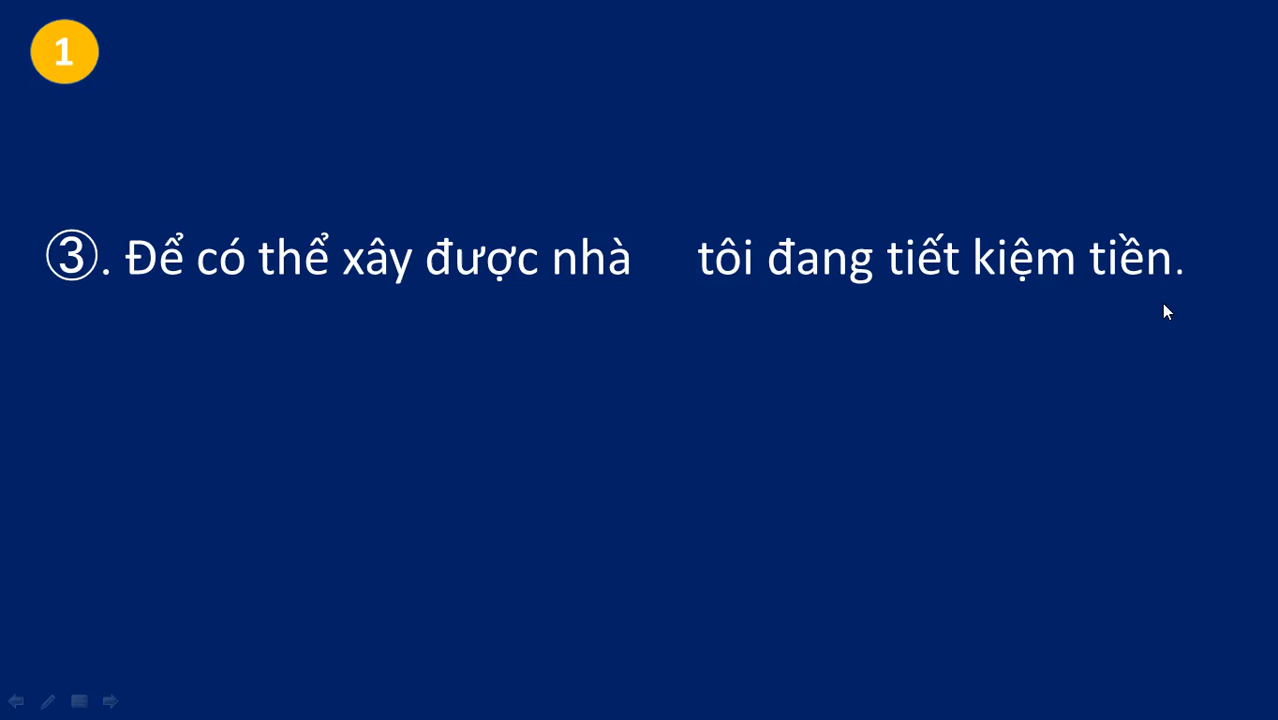 1
③. Để có thể xây được nhà tôi đang tiết kiệm tiền.